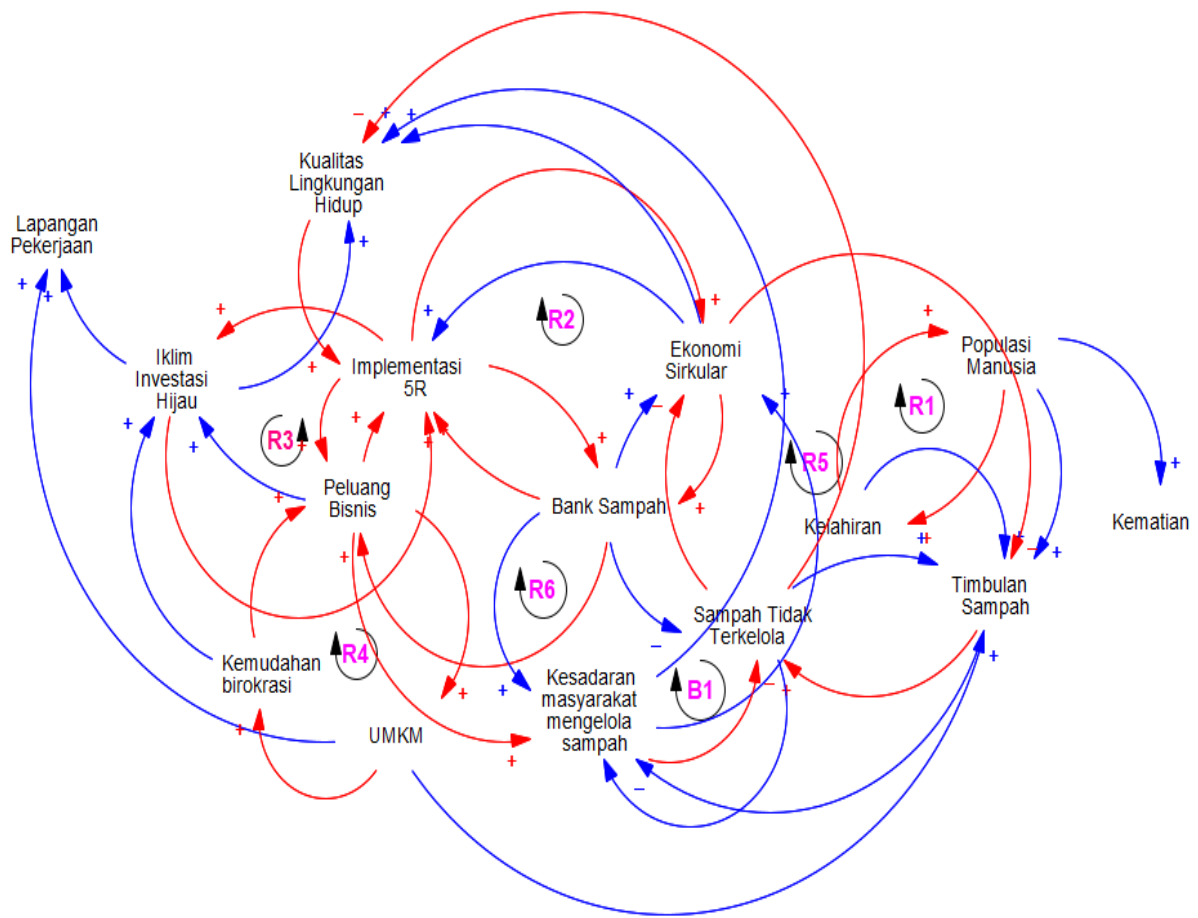 Kualitas
Lingkungan
Hidup
Lapangan
Pekerjaan
Iklim
Investasi
Hijau
Implementasi
5R
R2
Ekonomi
Sirkular
Populasi
Manusia
R1
R3
R5
Peluang
Bisnis
Bank Sampah
Kelahiran
Kematian
R6
Timbulan
Sampah
Sampah Tidak
Terkelola
R4
Kemudahan
birokrasi
B1
Kesadaran
masyarakat
mengelola
sampah
UMKM